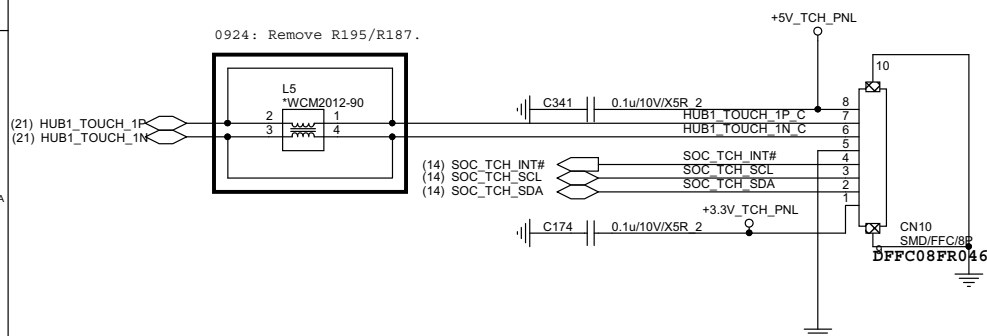 +5V_TCH_PNL
0924: Remove R195/R187.
10
L5
*WCM2012-90
C341 0.1u/10V/X5R_2 8
2 1 HUB1_TOUCH_1P_C 7
(21) HUB1_TOUCH_1P
3 4 HUB1_TOUCH_1N_C 6
(21) HUB1_TOUCH_1N
5
(14) SOC_TCH_INT# SOC_TCH_INT# 4
(14) SOC_TCH_SCL SOC_TCH_SCL 3
(14) SOC_TCH_SDA SOC_TCH_SDA 2
A
+3.3V_TCH_PNL 1
C174 0.1u/10V/X5R_2
CN10
SMD/FFC/8P
9
DFFC08FR046